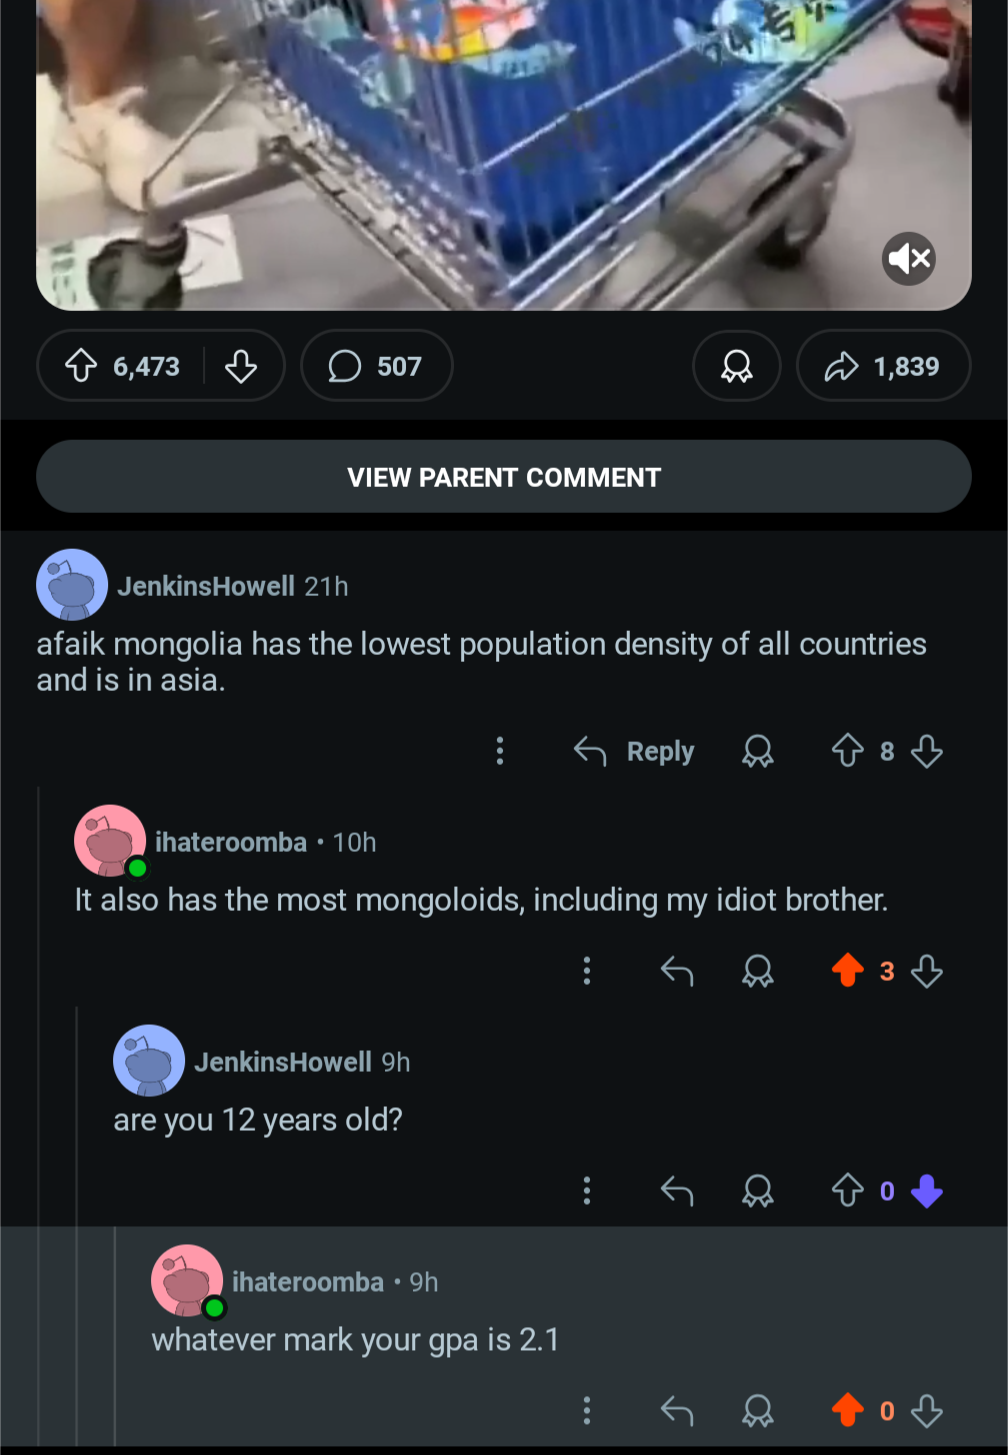 6,473
507
1,839
VIEW PARENT COMMENT
JenkinsHowell 21h
afaik mongolia has the lowest population density of all countries
and is in asia.
Reply
8
ihateroomba • 10h
It also has the most mongoloids, including my idiot brother.
3
JenkinsHowell 9h
are you 12 years old?
0
ihateroomba • 9h
whatever mark your gpa is 2.1
0